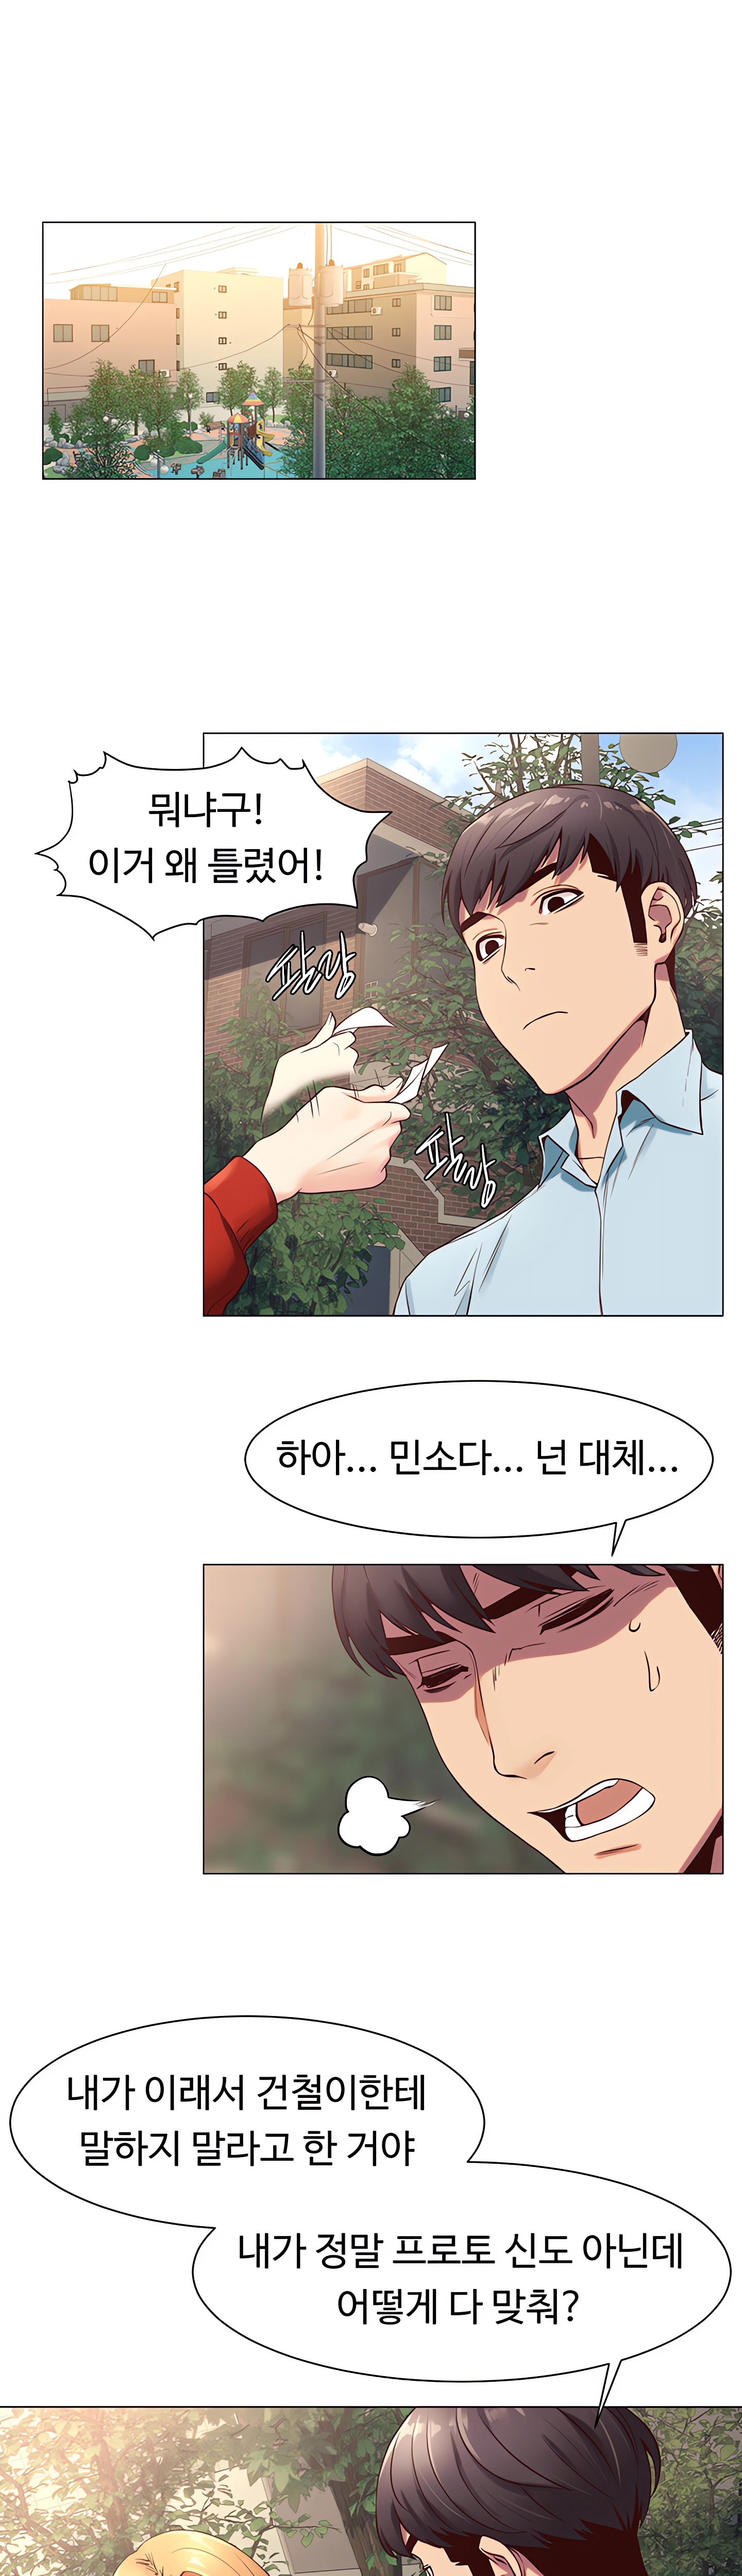 뭐냐구!
이거 왜 틀렸어!
파랑
파랑
하아... 민소다... 넌 대체...
내가 이래서 건철이한테
말하지 말라고 한 거야
내가 정말 프로토 신도 아닌데
어떻게 다 맞춰?